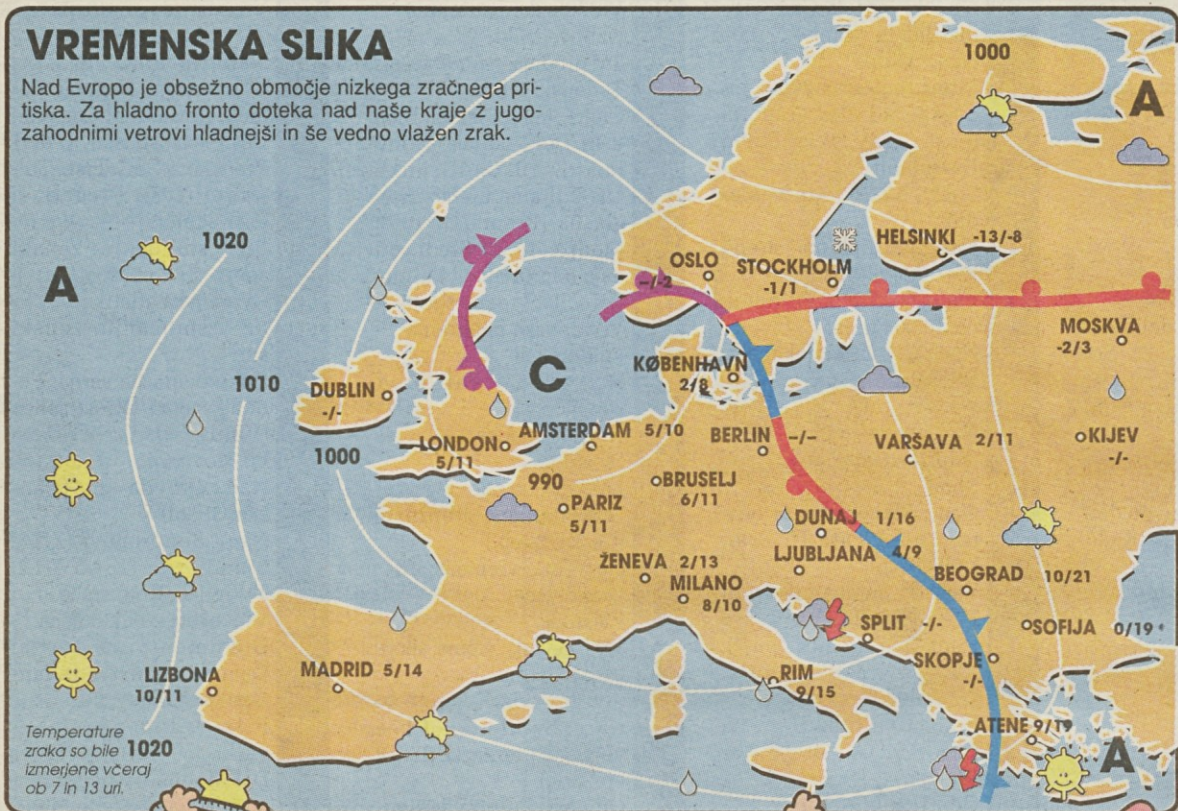 VREMENSKA SLIKA
Nad Evropo je obsežno območje nizkega zračnega pri-
tiska. Za hladno fronto doteka nad naše kraje z jugo-
zahodnimi vetrovi hladnejši in še vedno vlažen zrak.
1000
A
1020
A
HELSINKI -13/-8
OSLO
-/-2
STOCKHOLM
-1/1
MOSKVA
-2/3
C
KØBENHAVN
2/8
1010
DUBLIN
-/-
AMSTERDAM 5/10
BERLIN -/-
VARŠAVA 2/11
KIJEV
-/-
LONDON
5/11
1000
990
BRUSELJ
6/11
PARIZ
5/11
DUNAJ 1/16
LJUBLJANA 4/9
ŽENEVA 2/13
MILANO
8/10
BEOGRAD 10/21
SPLIT -/-
SOFIJA 0/19
SKOPJE
-/-
LIZBONA
10/11
MADRID 5/14
RIM
9/15
ATENE 9/19
A
Temperature
zraka so bile
izmerjene včeraj
ob 7 in 13 uri.
1020